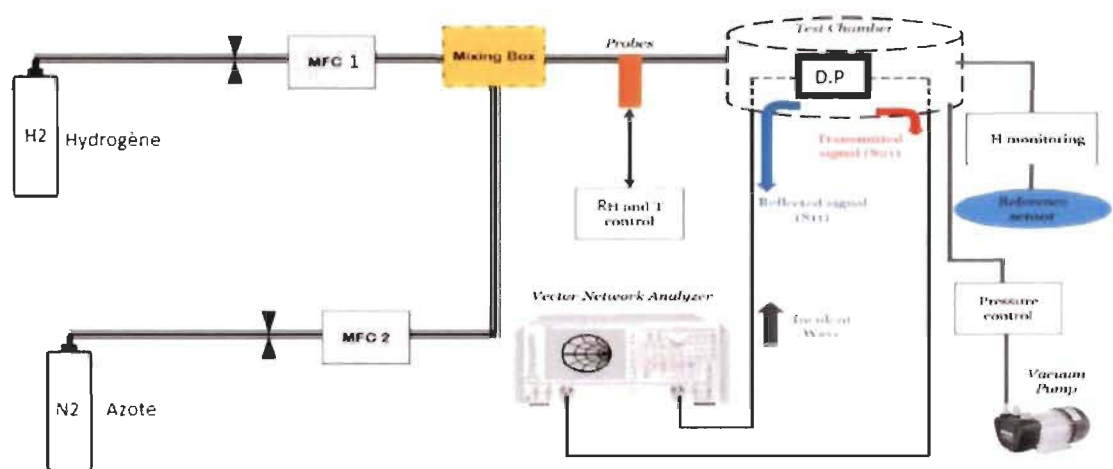 Test Chamber
Probes
MFC 1
Mixing Box
D.P
H2
Hydrogène
Transmitted
signal (S21)
H monitoring
RH and T
control
Reflected signal
(S11)
Reference
sensor
Vector Network Analyzer
Pressure
control
Incident
Wave
MFC 2
Vacuum
Pump
N2
Azote